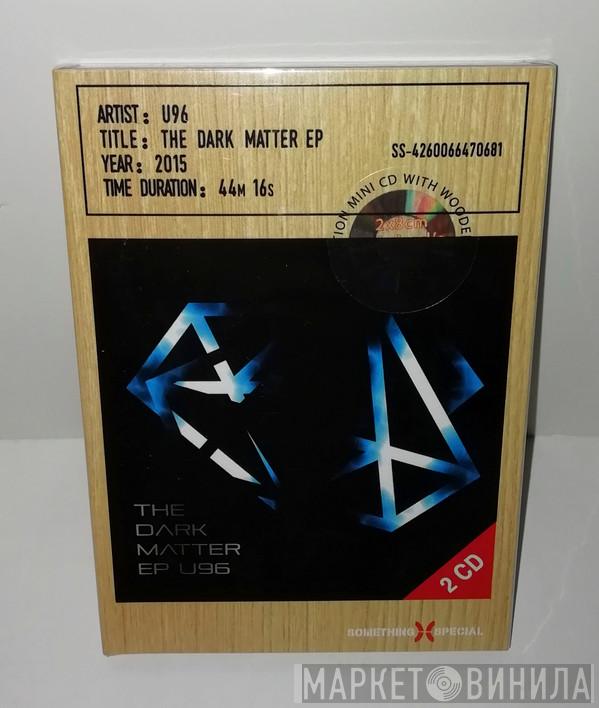 ARTIST: U96
TITLE: THE DARK MATTER EP
YEAR: 2015
TIME DURATION: 44M 16S
SS-4260066470681
MINI CD WITH
2x8cm
THE
DARK
MATTER
EP U96
2 CD
SOMETHING SPECIAL
МАРКЕТ ВИНИЛА